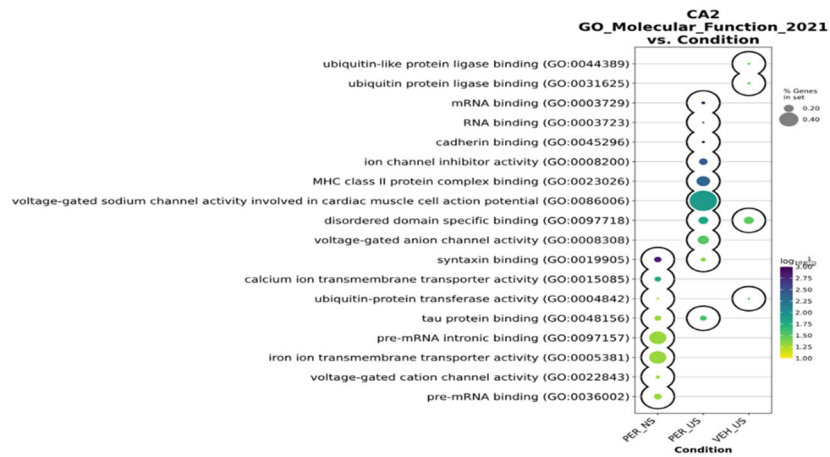 CA2
GO_Molecular_Function_2021
vs. Condition
ubiquitin-like protein ligase binding (GO:0044389)
ubiquitin protein ligase binding (GO:0031625)
mRNA binding (GO:0003729)
RNA binding (GO:0003723)
cadherin binding (GO:0045296)
ion channel inhibitor activity (GO:0008200)
MHC class II protein complex binding (GO:0023026)
voltage-gated sodium channel activity involved in cardiac muscle cell action potential (GO:0086006)
disordered domain specific binding (GO:0097718)
voltage-gated anion channel activity (GO:0008308)
syntaxin binding (GO:0019905)
calcium ion transmembrane transporter activity (GO:0015085)
ubiquitin-protein transferase activity (GO:0004842)
tau protein binding (GO:0048156)
pre-mRNA intronic binding (GO:0097157)
iron ion transmembrane transporter activity (GO:0005381)
voltage-gated cation channel activity (GO:0022843)
pre-mRNA binding (GO:0036002)
PER_NS
PER_US
VEH_US
Condition
% Genes
in set
0.20
0.40
log
3.00
2.75
2.50
2.25
2.00
1.75
1.50
1.25
1.00